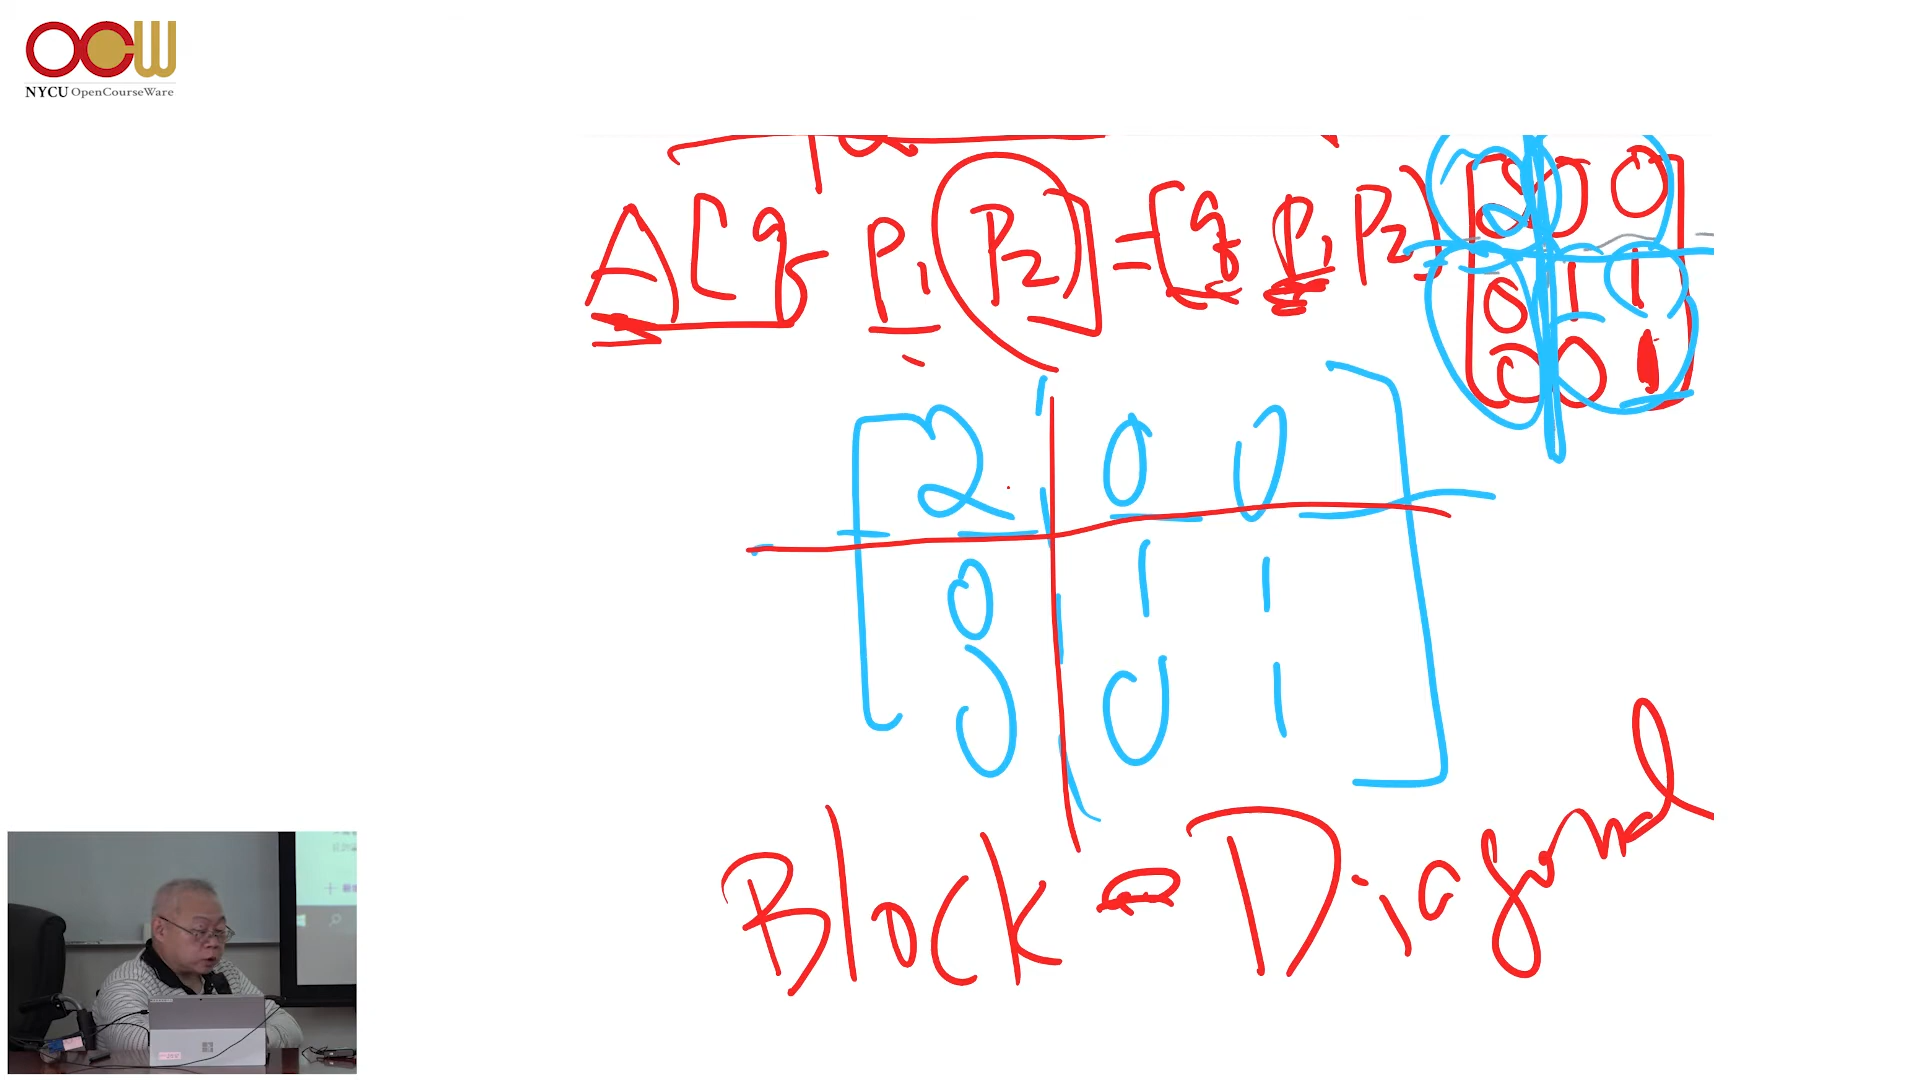 OCW
NYCU OpenCourseWare
A[q P1 P2] = [q P1 P2] [2 0 0
0 1 1
0 0 1]
[2 0 0
0 1 1
0 0 1]
Block - Diagonal